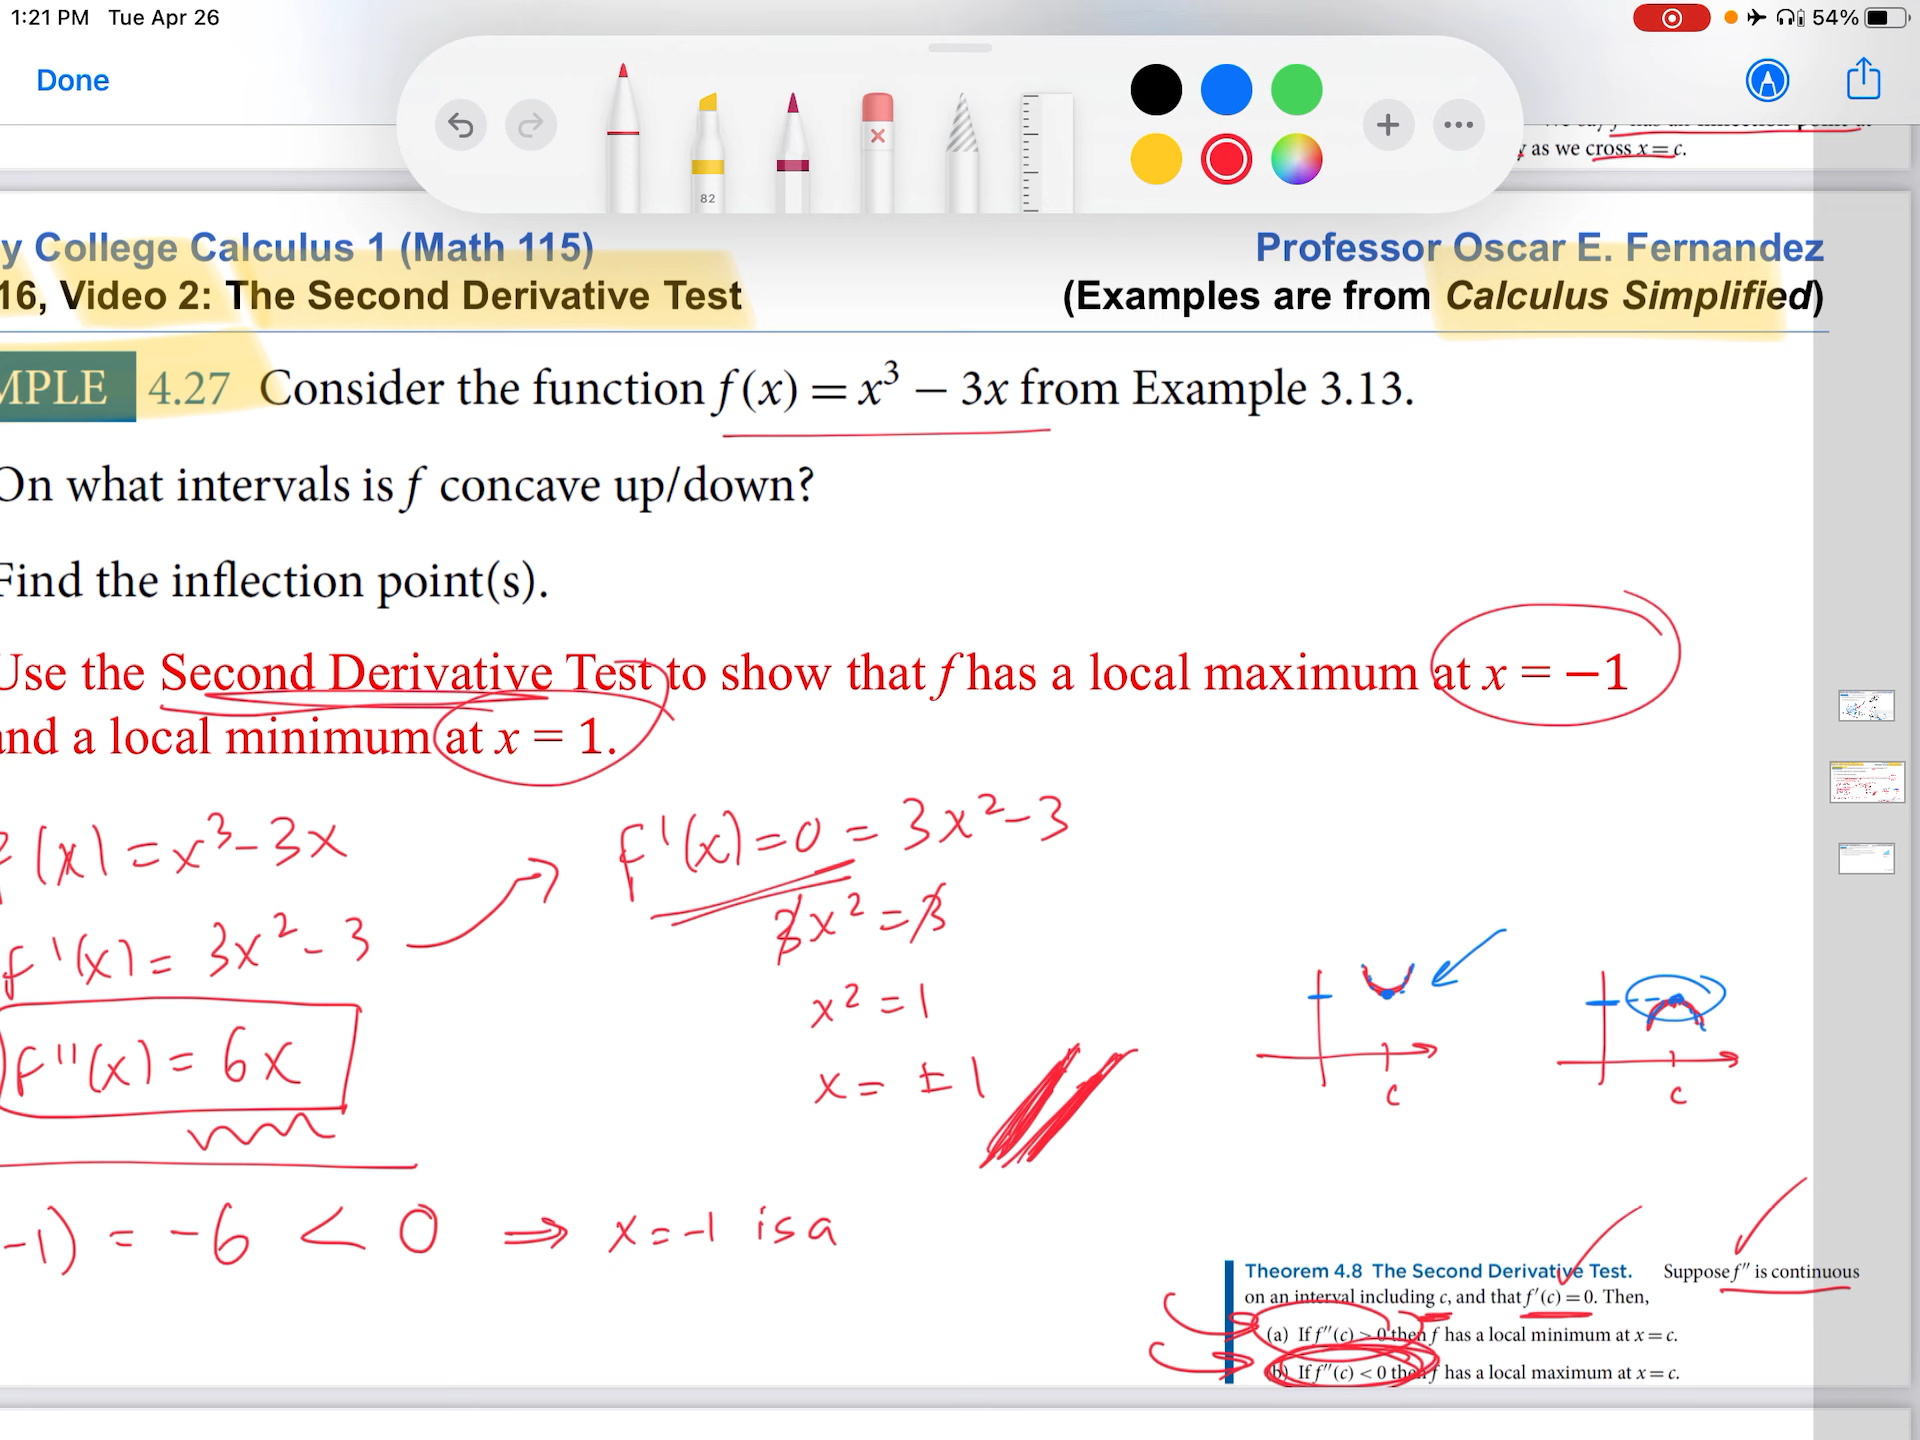 1:21 PM Tue Apr 26
54%
Done
82
as we cross x = c.
y College Calculus 1 (Math 115)
Professor Oscar E. Fernandez
16, Video 2: The Second Derivative Test
(Examples are from Calculus Simplified)
MPLE 4.27 Consider the function f(x) = x³ − 3x from Example 3.13.
On what intervals is f concave up/down?
Find the inflection point(s).
Use the Second Derivative Test to show that f has a local maximum at x = −1
and a local minimum at x = 1.
f(x) = x³ - 3x
f'(x) = 3x² - 3
f''(x) = 6x
f'(x) = 0 = 3x² - 3
3x² = 3
x² = 1
x = ± 1
c
c
-1) = -6 < 0 ⇒ x = -1 is a
Theorem 4.8 The Second Derivative Test. Suppose f″ is continuous
on an interval including c, and that f′(c) = 0. Then,
(a) If f″(c) > 0 then f has a local minimum at x = c.
(b) If f″(c) < 0 then f has a local maximum at x = c.